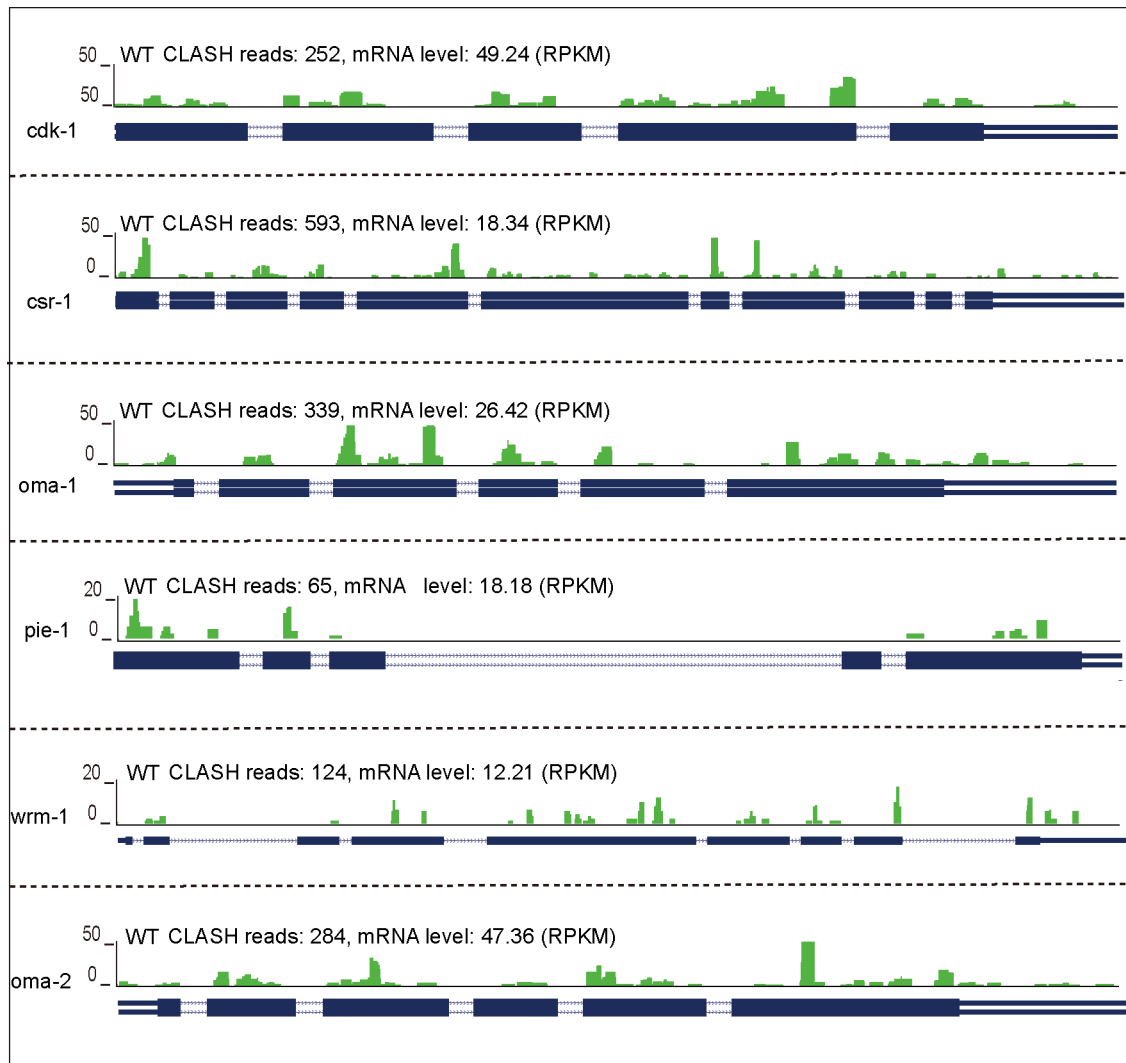 50
WT CLASH reads: 252, mRNA level: 49.24 (RPKM)
50
cdk-1
WT CLASH reads: 593, mRNA level: 18.34 (RPKM)
50
0
csr-1
WT CLASH reads: 339, mRNA level: 26.42 (RPKM)
50
0
oma-1
WT CLASH reads: 65, mRNA level: 18.18 (RPKM)
20
0
pie-1
WT CLASH reads: 124, mRNA level: 12.21 (RPKM)
20
0
wrm-1
WT CLASH reads: 284, mRNA level: 47.36 (RPKM)
50
0
oma-2